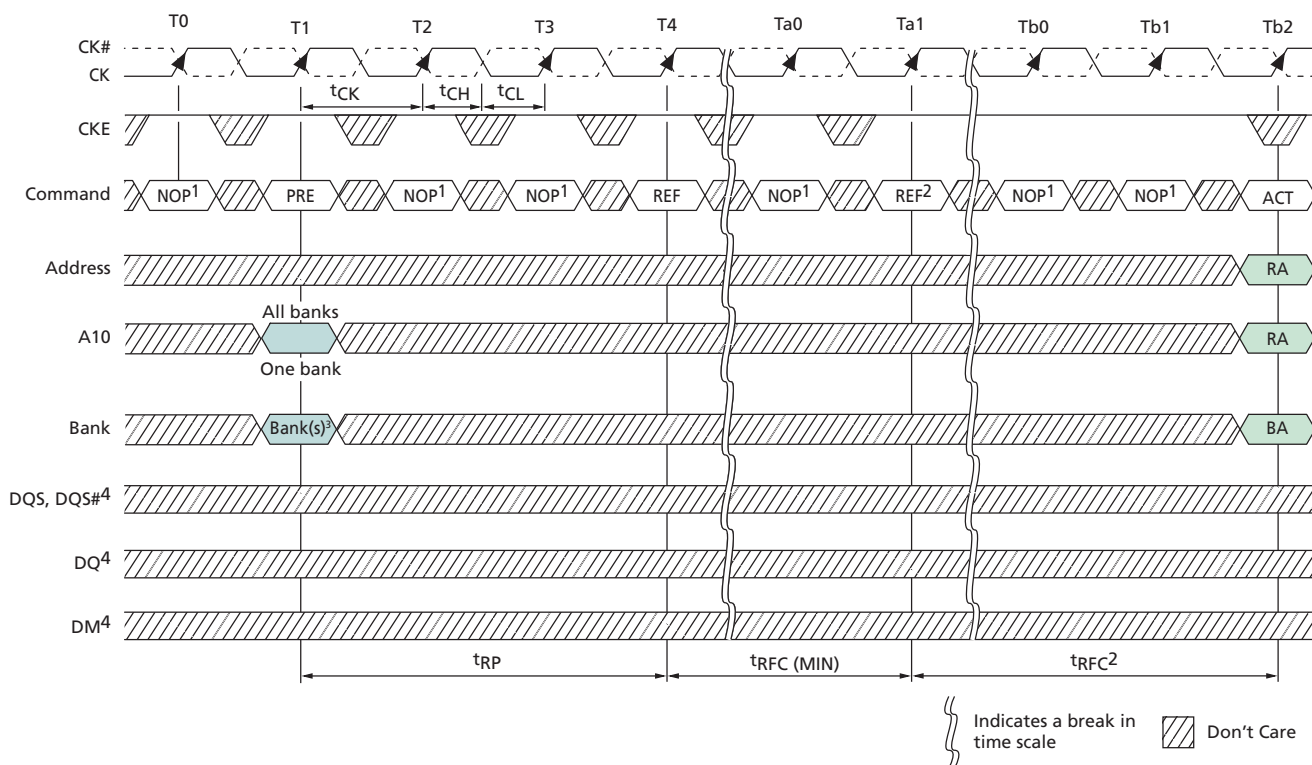 T0 T1 T2 T3 T4 Ta0 Ta1 Tb0 Tb1 Tb2
CK#
CK
tCK tCH tCL
CKE
Command NOP1 PRE NOP1 NOP1 REF NOP1 REF2 NOP1 NOP1 ACT
Address RA
All banks
A10 RA
One bank
Bank Bank(s)3 BA
DQS, DQS#4
DQ4
DM4
tRP tRFC (MIN) tRFC2
Indicates a break in
time scale
Don't Care